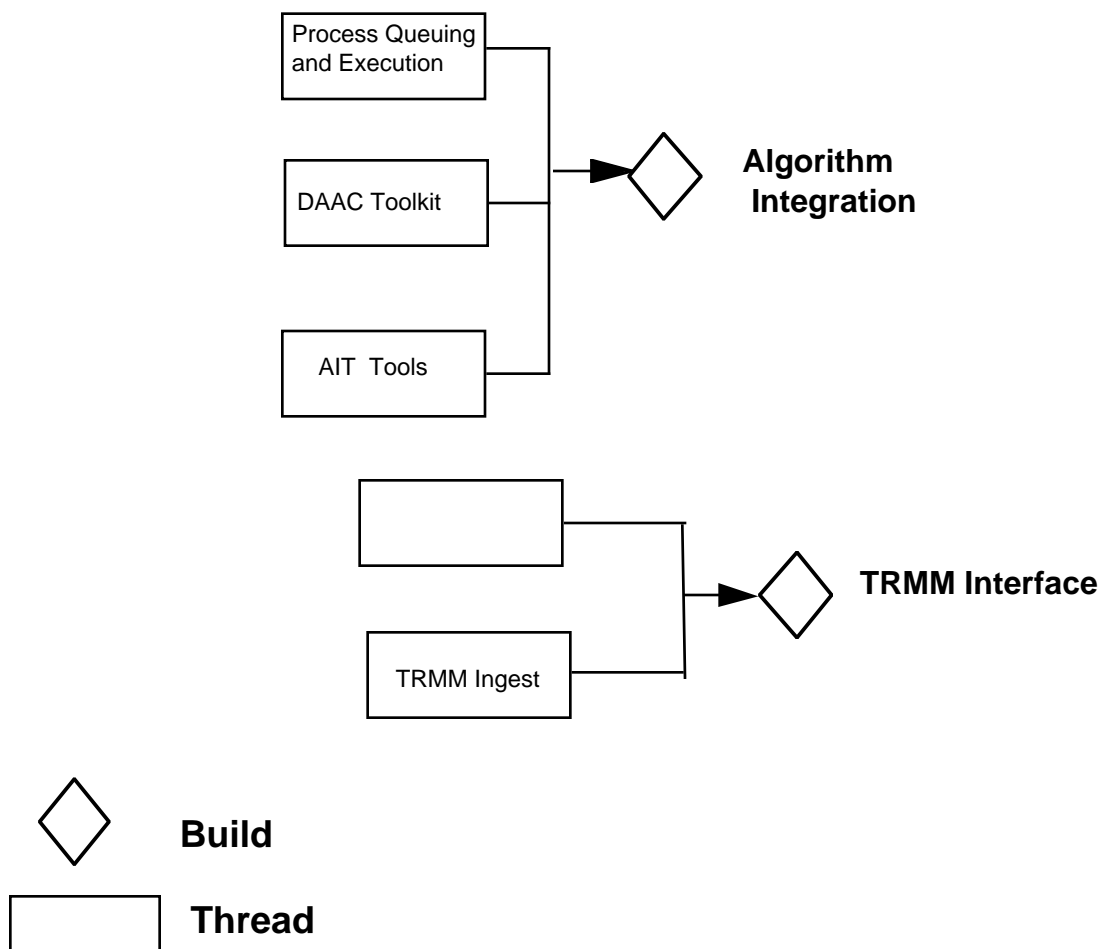 Process Queuing
and Execution
DAAC Toolkit
AIT Tools
Algorithm
Integration
TRMM Interface
TRMM Ingest
Build
Thread